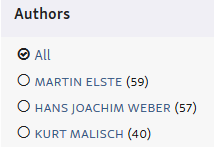 Authors
All
MARTIN ELSTE (59)
HANS JOACHIM WEBER (57)
KURT MALISCH (40)